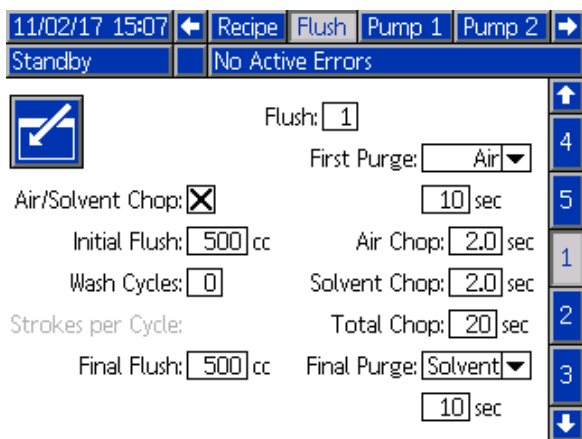 11/02/17 15:07 Recipe Flush Pump 1 Pump 2
Standby No Active Errors
Flush: 1
First Purge: Air
10 sec
Air/Solvent Chop:
Initial Flush: 500 cc
Air Chop: 2.0 sec
Wash Cycles: 0
Solvent Chop: 2.0 sec
Strokes per Cycle:
Total Chop: 20 sec
Final Flush: 500 cc
Final Purge: Solvent
10 sec
4
5
1
2
3